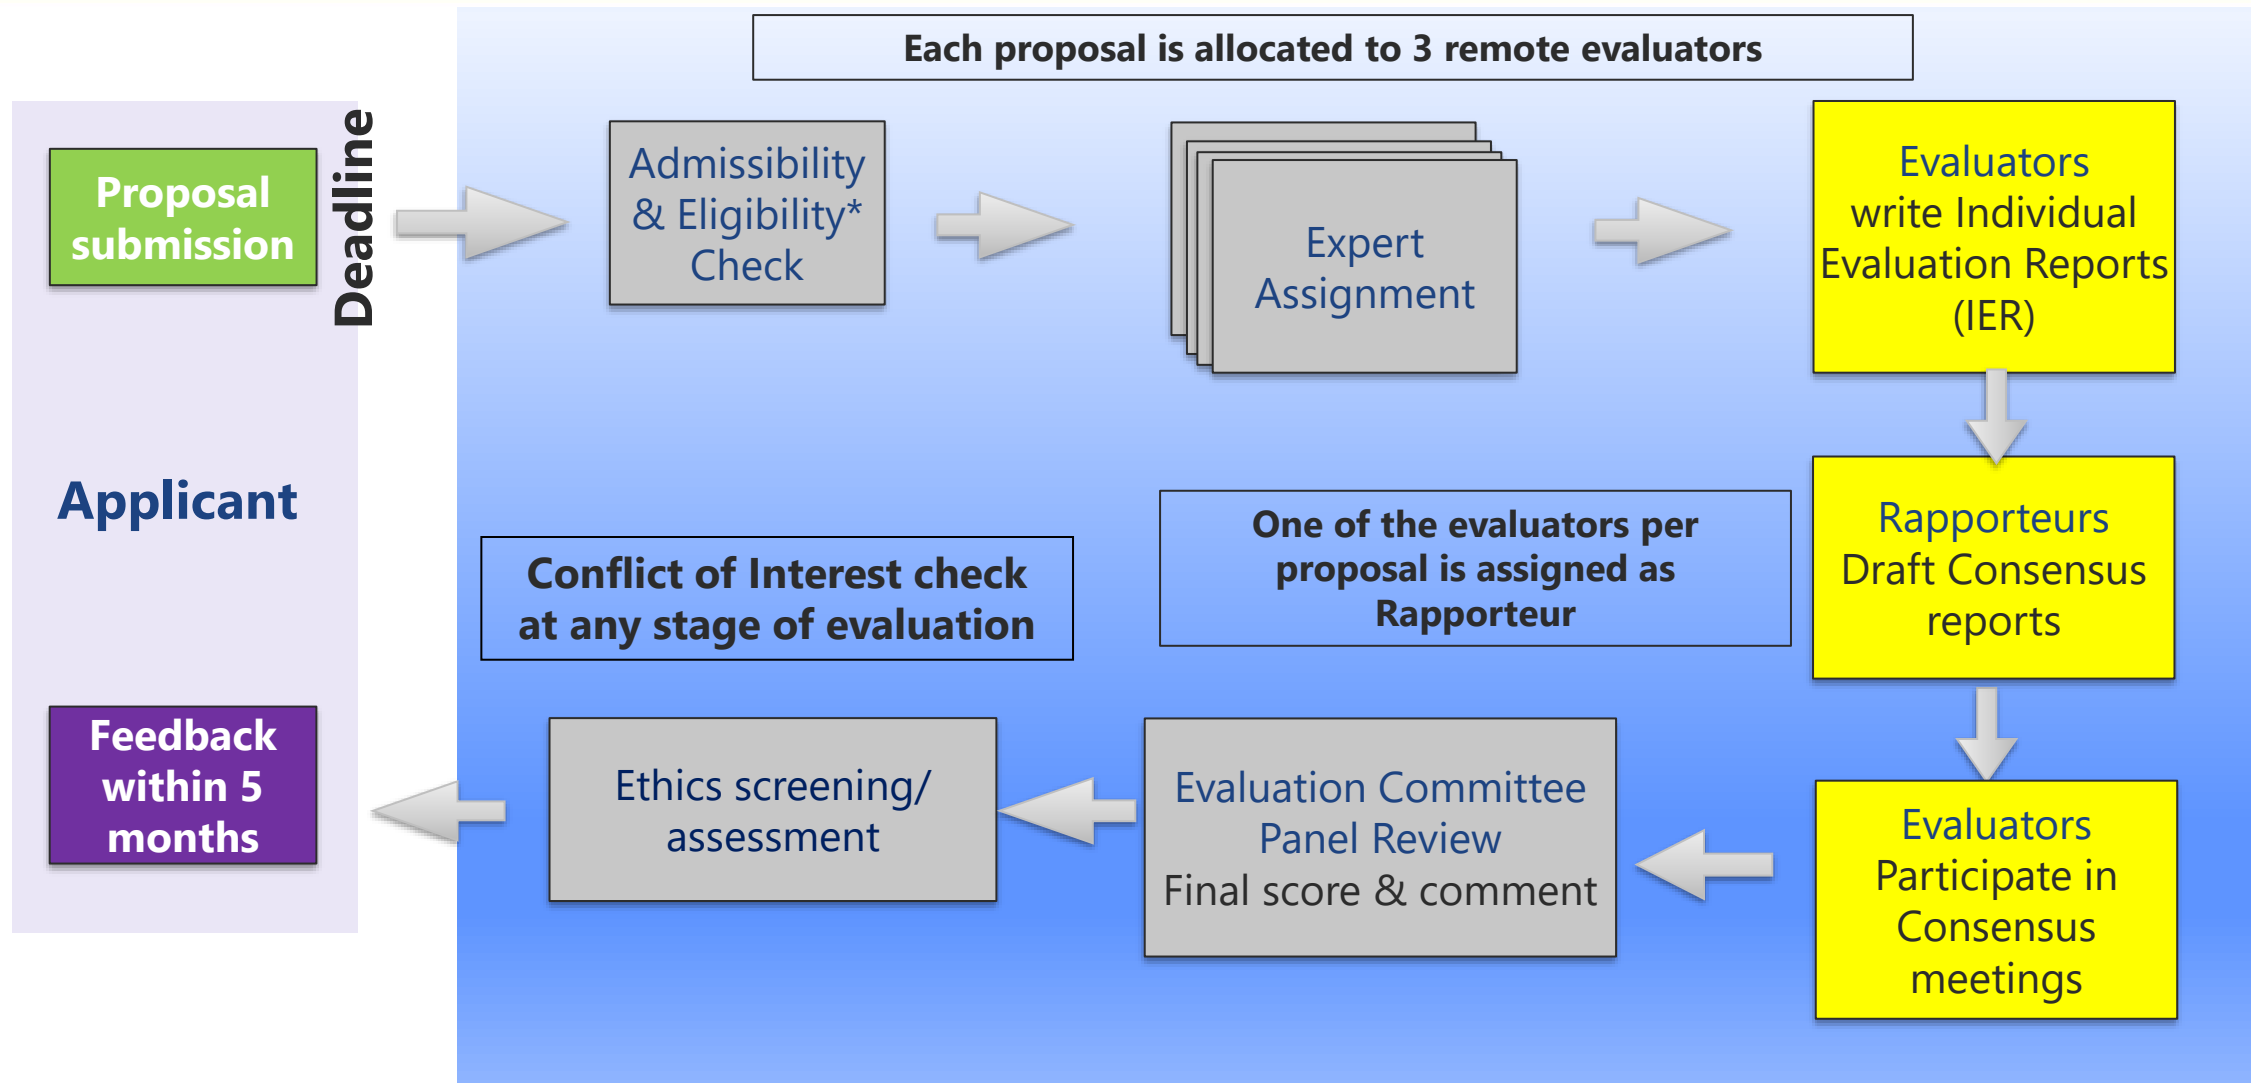 Each proposal is allocated to 3 remote evaluators
Proposal
submission
Deadline
Admissibility
& Eligibility*
Check
Expert
Assignment
Evaluators
write Individual
Evaluation Reports
(IER)
Applicant
Conflict of Interest check
at any stage of evaluation
One of the evaluators per
proposal is assigned as
Rapporteur
Rapporteurs
Draft Consensus
reports
Feedback
within 5
months
Ethics screening/
assessment
Evaluation Committee
Panel Review
Final score & comment
Evaluators
Participate in
Consensus
meetings